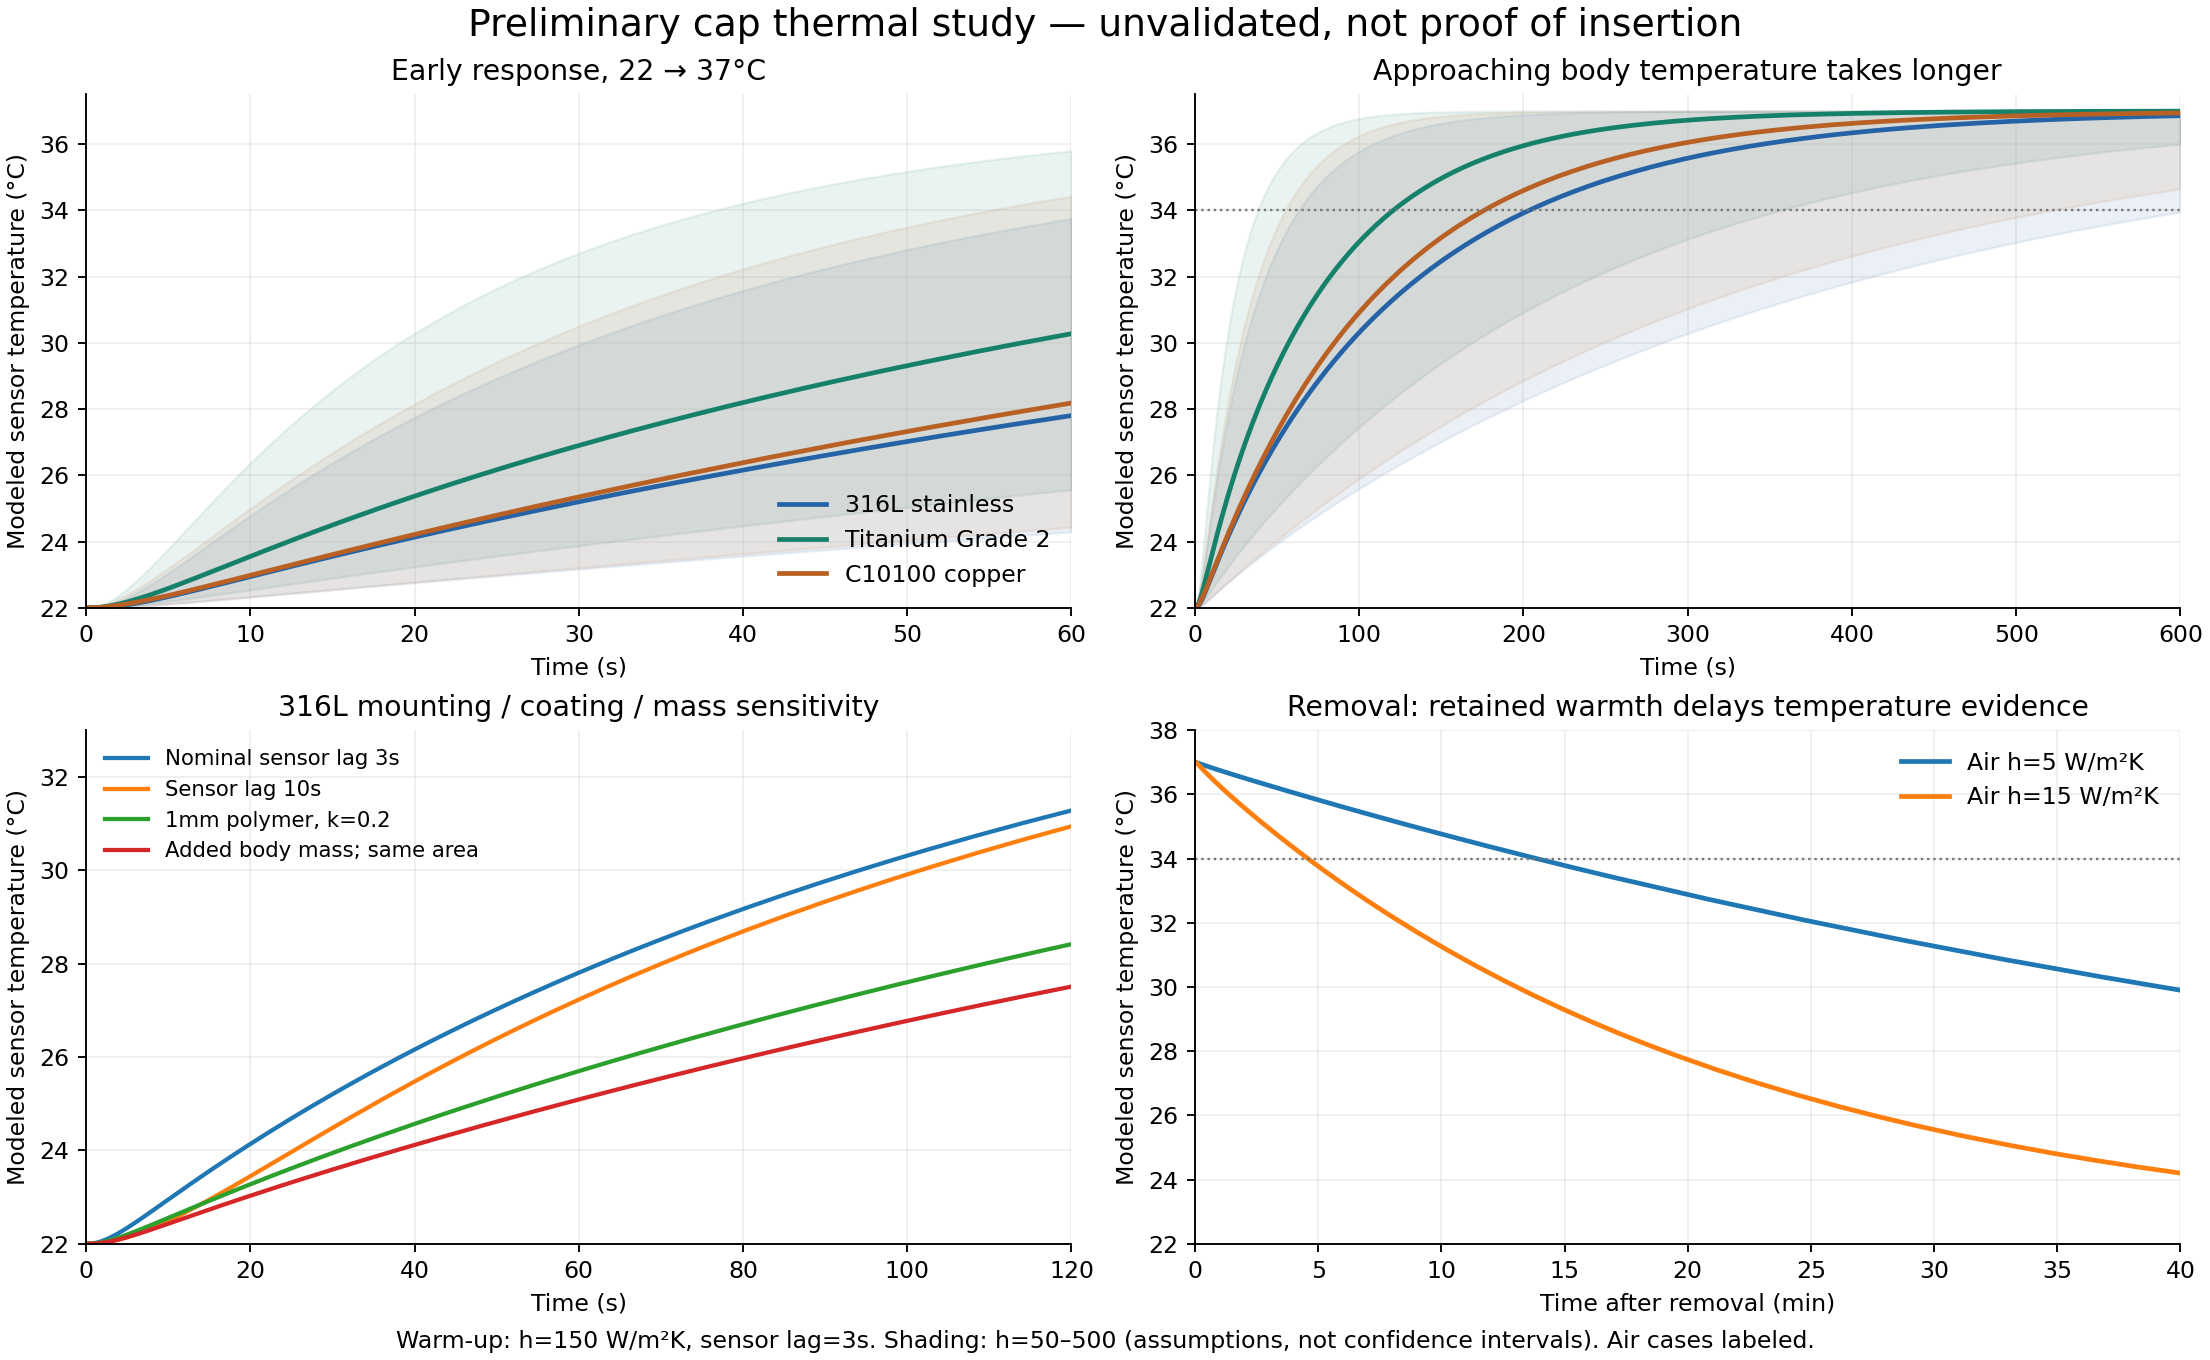 Preliminary cap thermal study — unvalidated, not proof of insertion
Early response, 22 → 37°C
Modeled sensor temperature (°C)
36
34
32
30
28
26
24
22
0
10
20
30
40
50
60
Time (s)
316L stainless
Titanium Grade 2
C10100 copper
Approaching body temperature takes longer
Modeled sensor temperature (°C)
36
34
32
30
28
26
24
22
0
100
200
300
400
500
600
Time (s)
316L mounting / coating / mass sensitivity
Modeled sensor temperature (°C)
32
30
28
26
24
22
0
20
40
60
80
100
120
Time (s)
Nominal sensor lag 3s
Sensor lag 10s
1mm polymer, k=0.2
Added body mass; same area
Removal: retained warmth delays temperature evidence
Modeled sensor temperature (°C)
38
36
34
32
30
28
26
24
22
0
5
10
15
20
25
30
35
40
Time after removal (min)
Air h=5 W/m²K
Air h=15 W/m²K
Warm-up: h=150 W/m²K, sensor lag=3s. Shading: h=50–500 (assumptions, not confidence intervals). Air cases labeled.